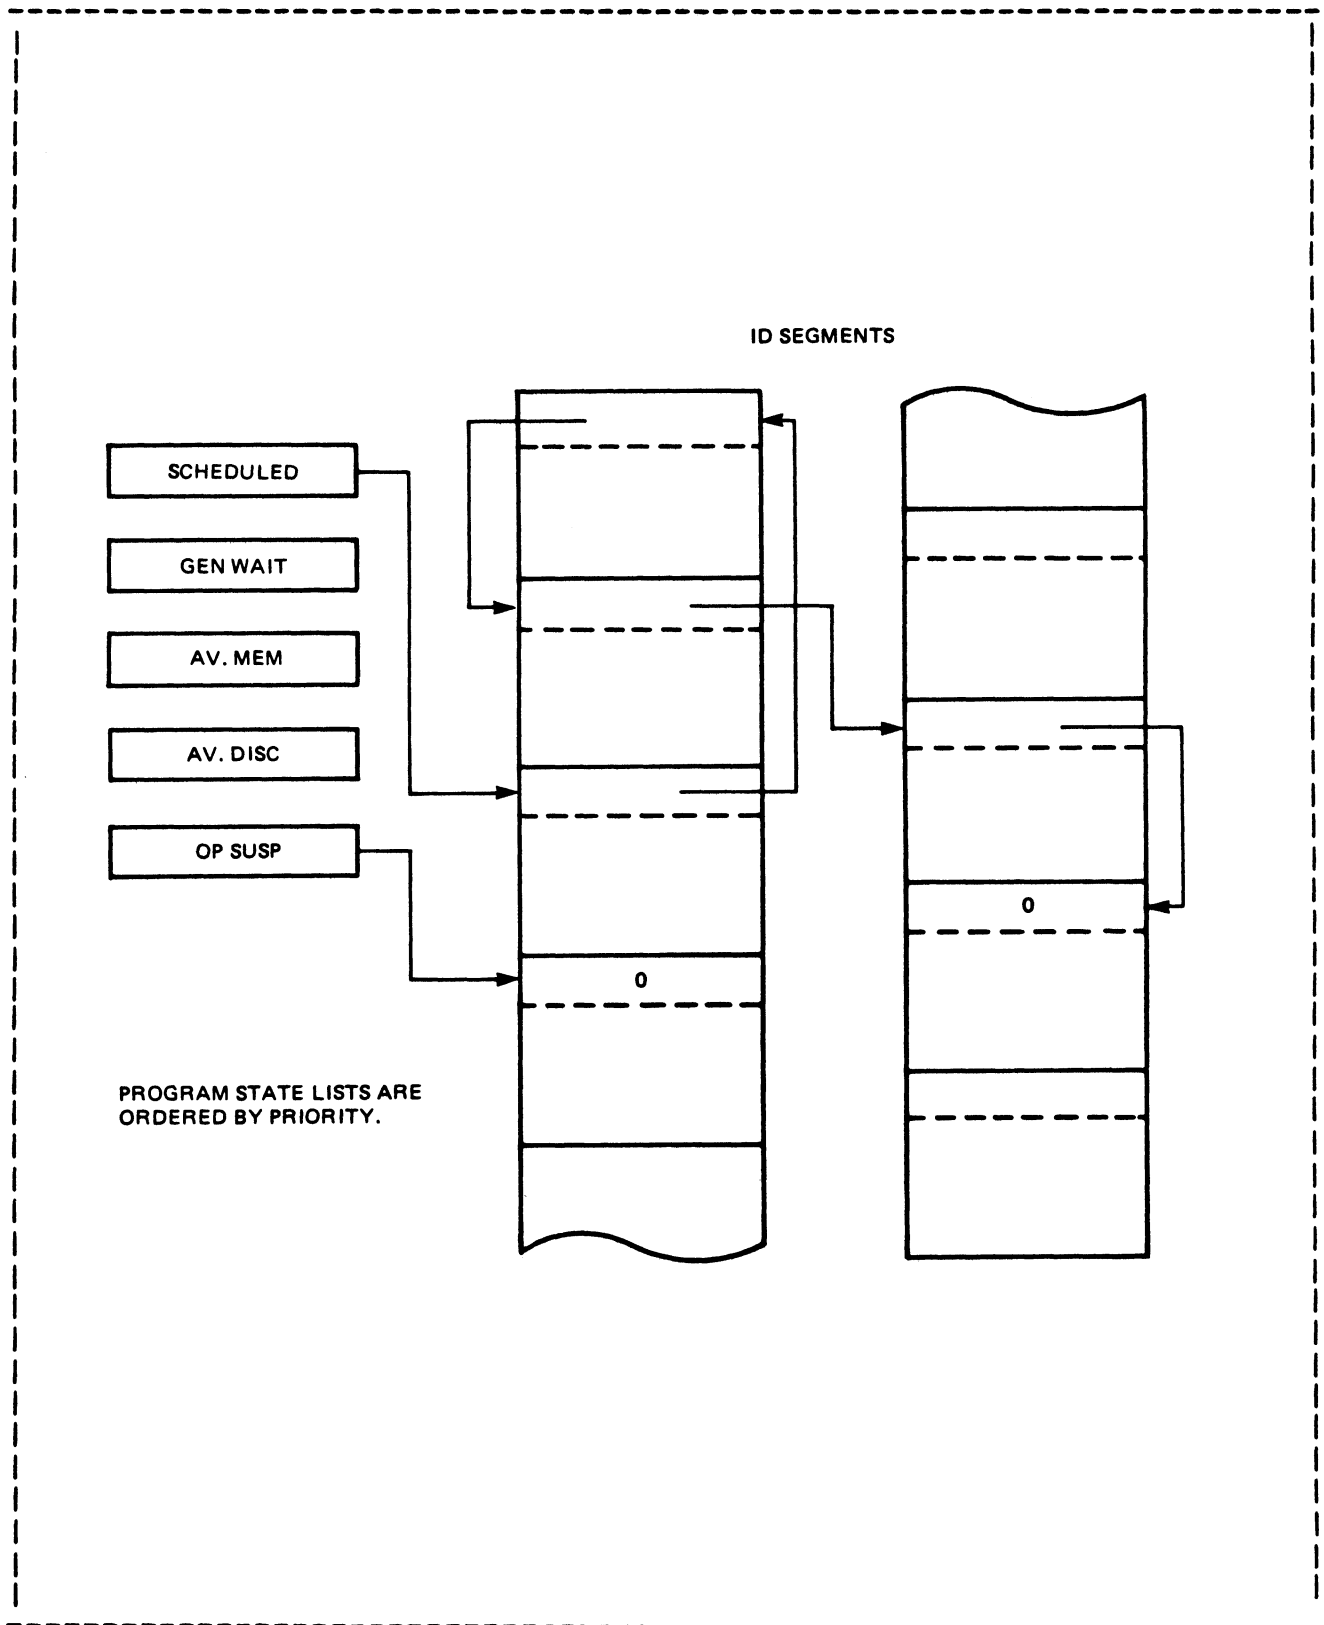 ID SEGMENTS
SCHEDULED
GEN WAIT
AV. MEM
AV. DISC
OP SUSP
0
0
PROGRAM STATE LISTS ARE
ORDERED BY PRIORITY.